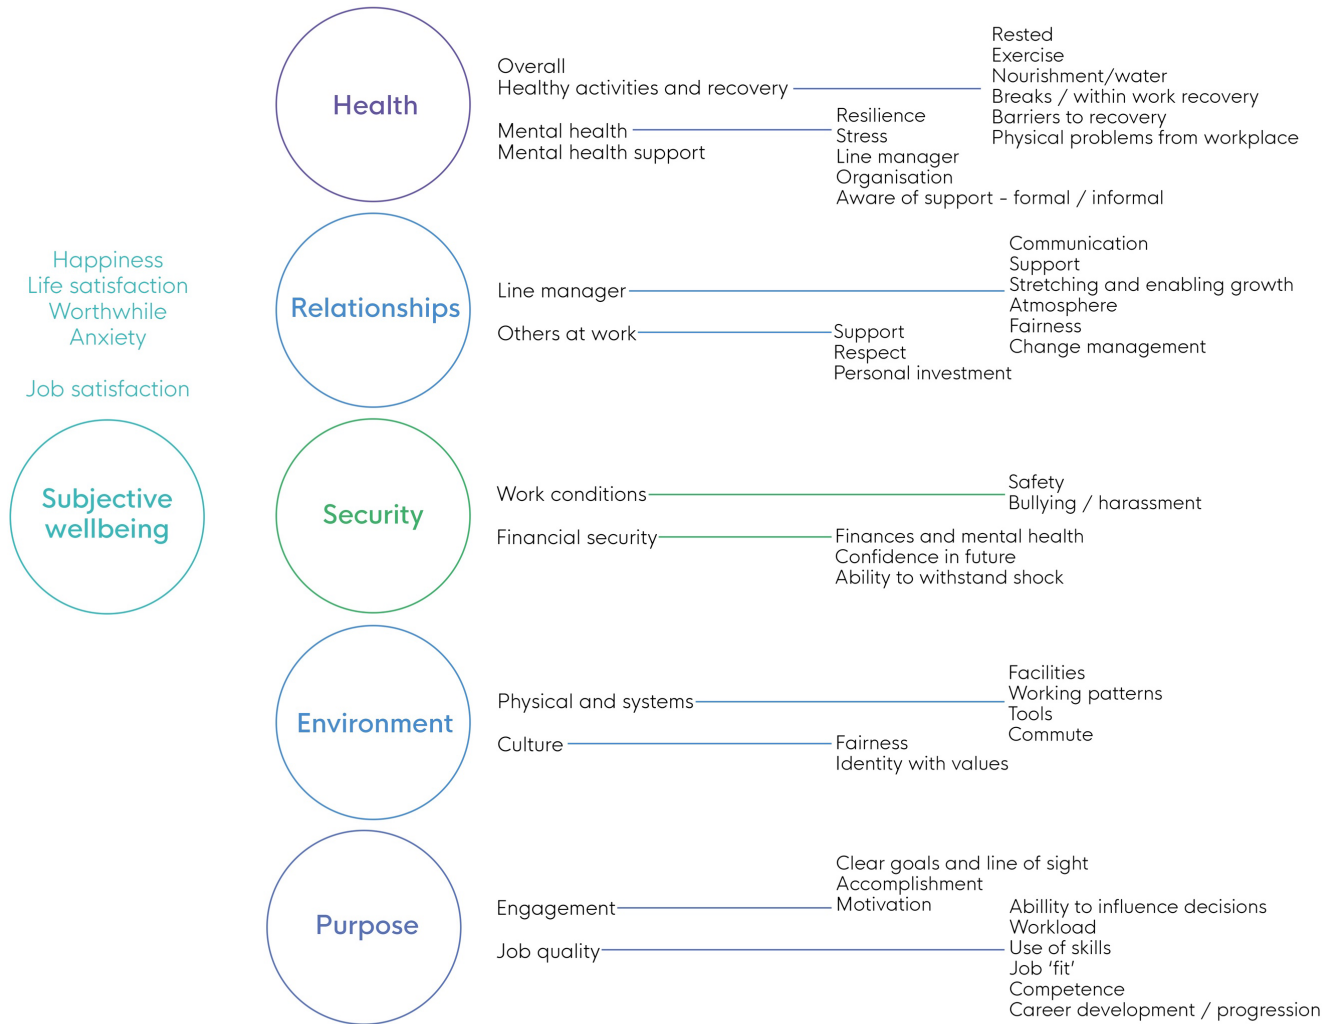 Happiness
Life satisfaction
Worthwhile
Anxiety
Job satisfaction
Subjective
wellbeing
Health
Overall
Healthy activities and recovery
Rested
Exercise
Nourishment/water
Breaks / within work recovery
Barriers to recovery
Physical problems from workplace
Mental health
Mental health support
Resilience
Stress
Line manager
Organisation
Aware of support - formal / informal
Relationships
Line manager
Communication
Support
Stretching and enabling growth
Atmosphere
Fairness
Change management
Others at work
Support
Respect
Personal investment
Security
Work conditions
Safety
Bullying / harassment
Financial security
Finances and mental health
Confidence in future
Ability to withstand shock
Environment
Physical and systems
Facilities
Working patterns
Tools
Commute
Culture
Fairness
Identity with values
Purpose
Engagement
Clear goals and line of sight
Accomplishment
Motivation
Job quality
Abillity to influence decisions
Workload
Use of skills
Job ‘fit’
Competence
Career development / progression